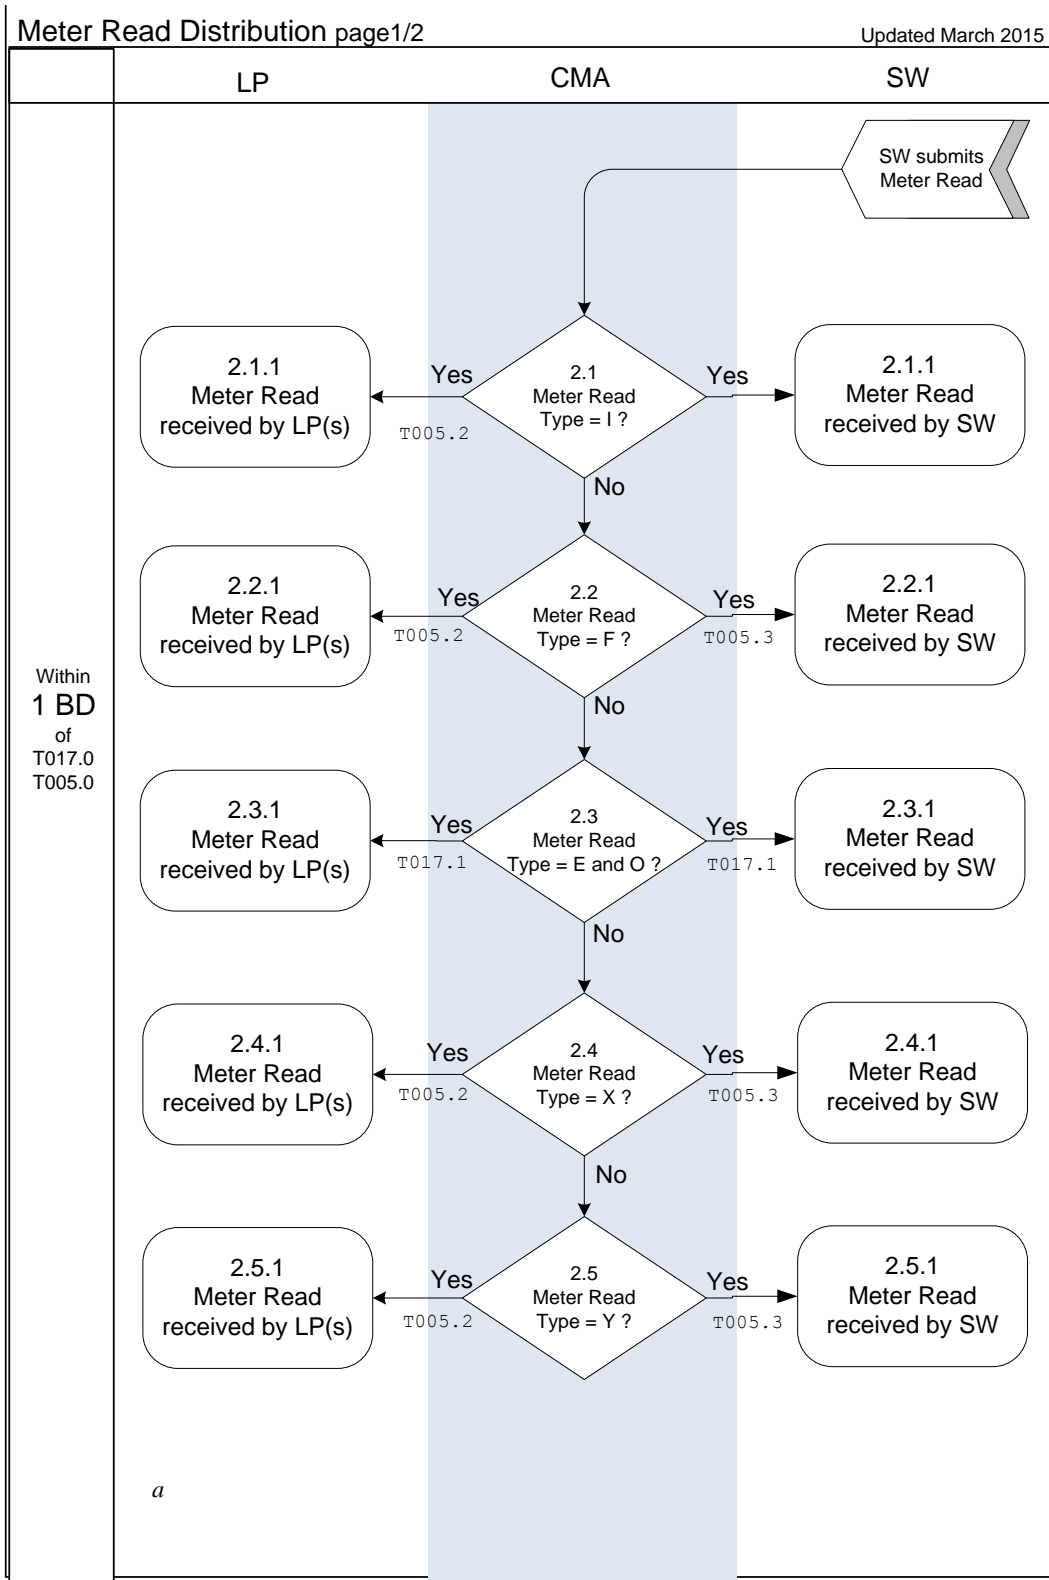 Meter Read Distribution page1/2
Updated March 2015
LP
CMA
SW
SW submits
Meter Read
2.1.1
Meter Read
received by LP(s)
Yes
T005.2
2.1
Meter Read
Type = I ?
Yes
2.1.1
Meter Read
received by SW
No
2.2.1
Meter Read
received by LP(s)
Yes
T005.2
2.2
Meter Read
Type = F ?
Yes
T005.3
2.2.1
Meter Read
received by SW
No
Within
1 BD
of
T017.0
T005.0
2.3.1
Meter Read
received by LP(s)
Yes
T017.1
2.3
Meter Read
Type = E and O ?
Yes
T017.1
2.3.1
Meter Read
received by SW
No
2.4.1
Meter Read
received by LP(s)
Yes
T005.2
2.4
Meter Read
Type = X ?
Yes
T005.3
2.4.1
Meter Read
received by SW
No
2.5.1
Meter Read
received by LP(s)
Yes
T005.2
2.5
Meter Read
Type = Y ?
Yes
T005.3
2.5.1
Meter Read
received by SW
a